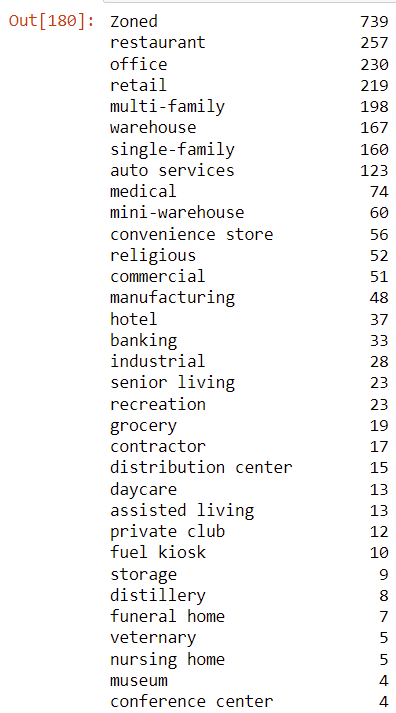 Out[180]: Zoned 739
restaurant 257
office 230
retail 219
multi-family 198
warehouse 167
single-family 160
auto services 123
medical 74
mini-warehouse 60
convenience store 56
religious 52
commercial 51
manufacturing 48
hotel 37
banking 33
industrial 28
senior living 23
recreation 23
grocery 19
contractor 17
distribution center 15
daycare 13
assisted living 13
private club 12
fuel kiosk 10
storage 9
distillery 8
funeral home 7
veternary 5
nursing home 5
museum 4
conference center 4